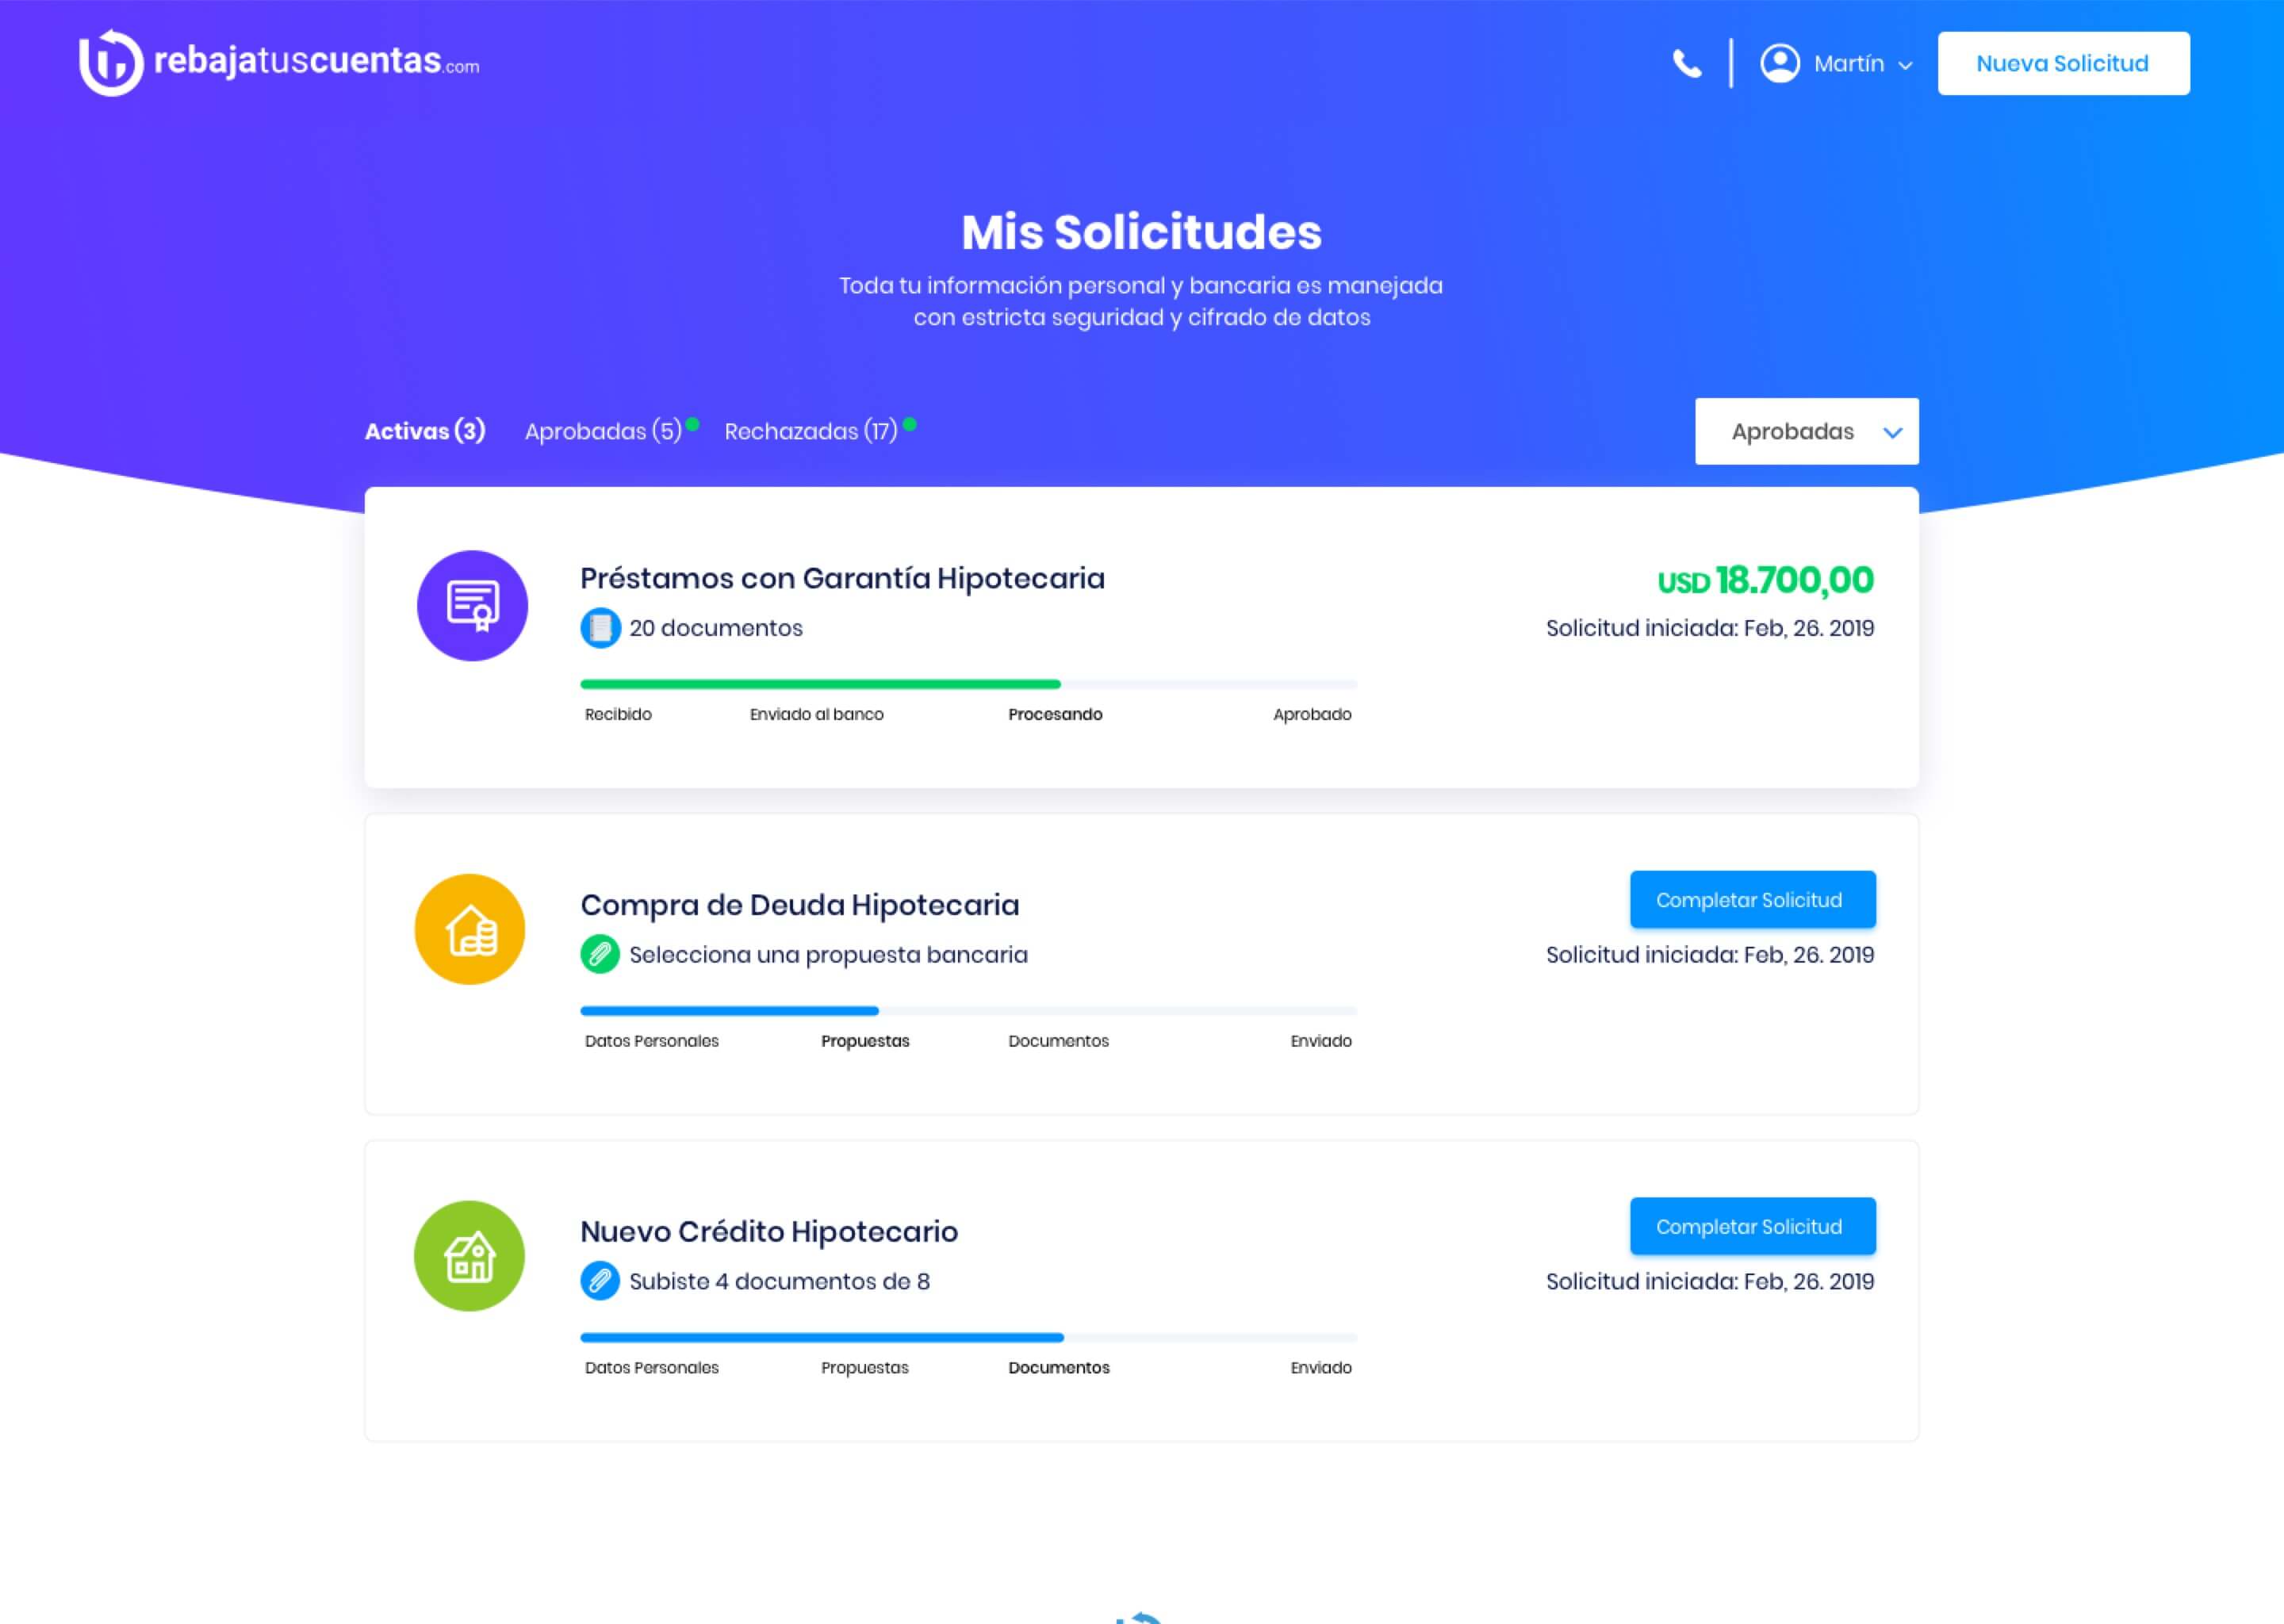 rebajatuscuentas.com
Martín
Nueva Solicitud
Mis Solicitudes
Toda tu información personal y bancaria es manejada
con estricta seguridad y cifrado de datos
Activas (3)
Aprobadas (5)
Rechazadas (17)
Aprobadas
Préstamos con Garantía Hipotecaria
USD 18.700,00
20 documentos
Solicitud iniciada: Feb, 26. 2019
Recibido
Enviado al banco
Procesando
Aprobado
Compra de Deuda Hipotecaria
Completar Solicitud
Selecciona una propuesta bancaria
Solicitud iniciada: Feb, 26. 2019
Datos Personales
Propuestas
Documentos
Enviado
Nuevo Crédito Hipotecario
Completar Solicitud
Subiste 4 documentos de 8
Solicitud iniciada: Feb, 26. 2019
Datos Personales
Propuestas
Documentos
Enviado